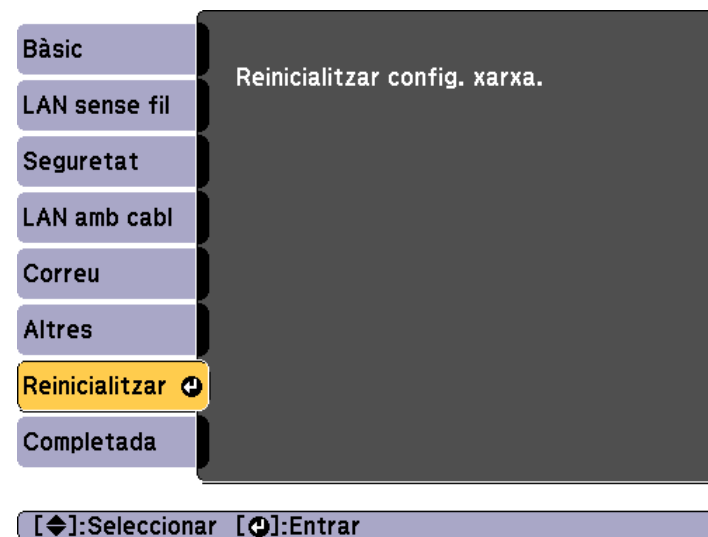 Bàsic
LAN sense fil
Seguretat
LAN amb cabl
Correu
Altres
Reinicialitzar
Completada
Reinicialitzar config. xarxa.
[]:Seleccionar []:Entrar